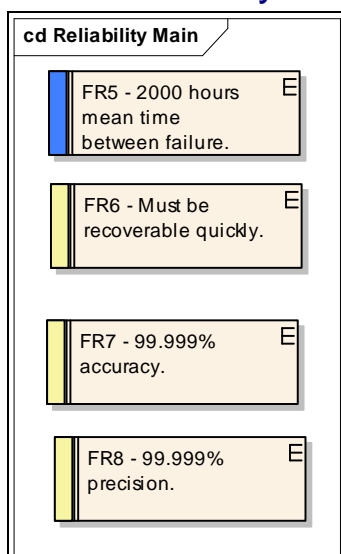 cd Reliability Main
FR5 - 2000 hours
mean time
between failure.
E
FR6 - Must be
recoverable quickly.
E
FR7 - 99.999%
accuracy.
E
FR8 - 99.999%
precision.
E